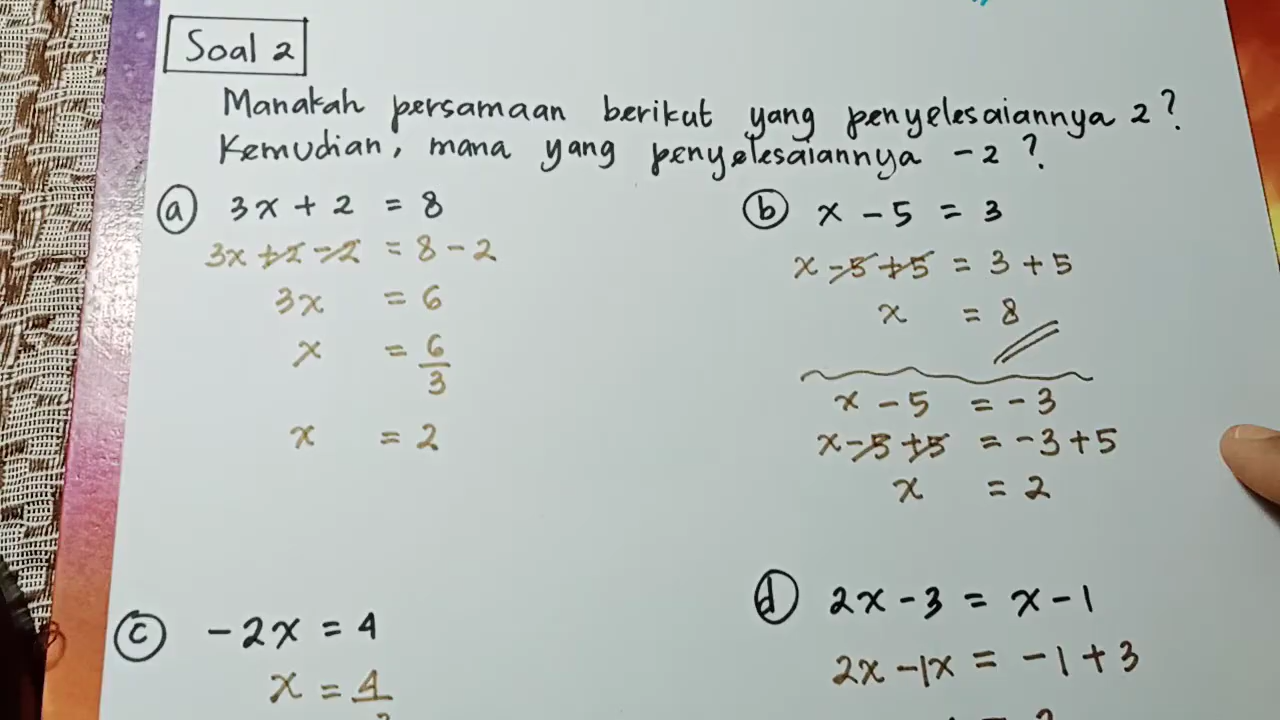 Soal 2
Manakah persamaan berikut yang penyelesaiannya 2?
Kemudian, mana yang penyelesaiannya -2?
a 3x + 2 = 8
3x +2 -2 = 8 - 2
3x = 6
x = 6/3
x = 2
b x - 5 = 3
x - 5 + 5 = 3 + 5
x = 8
x - 5 = -3
x - 5 + 5 = -3 + 5
x = 2
c -2x = 4
x = 4
d 2x - 3 = x - 1
2x - 1x = -1 + 3